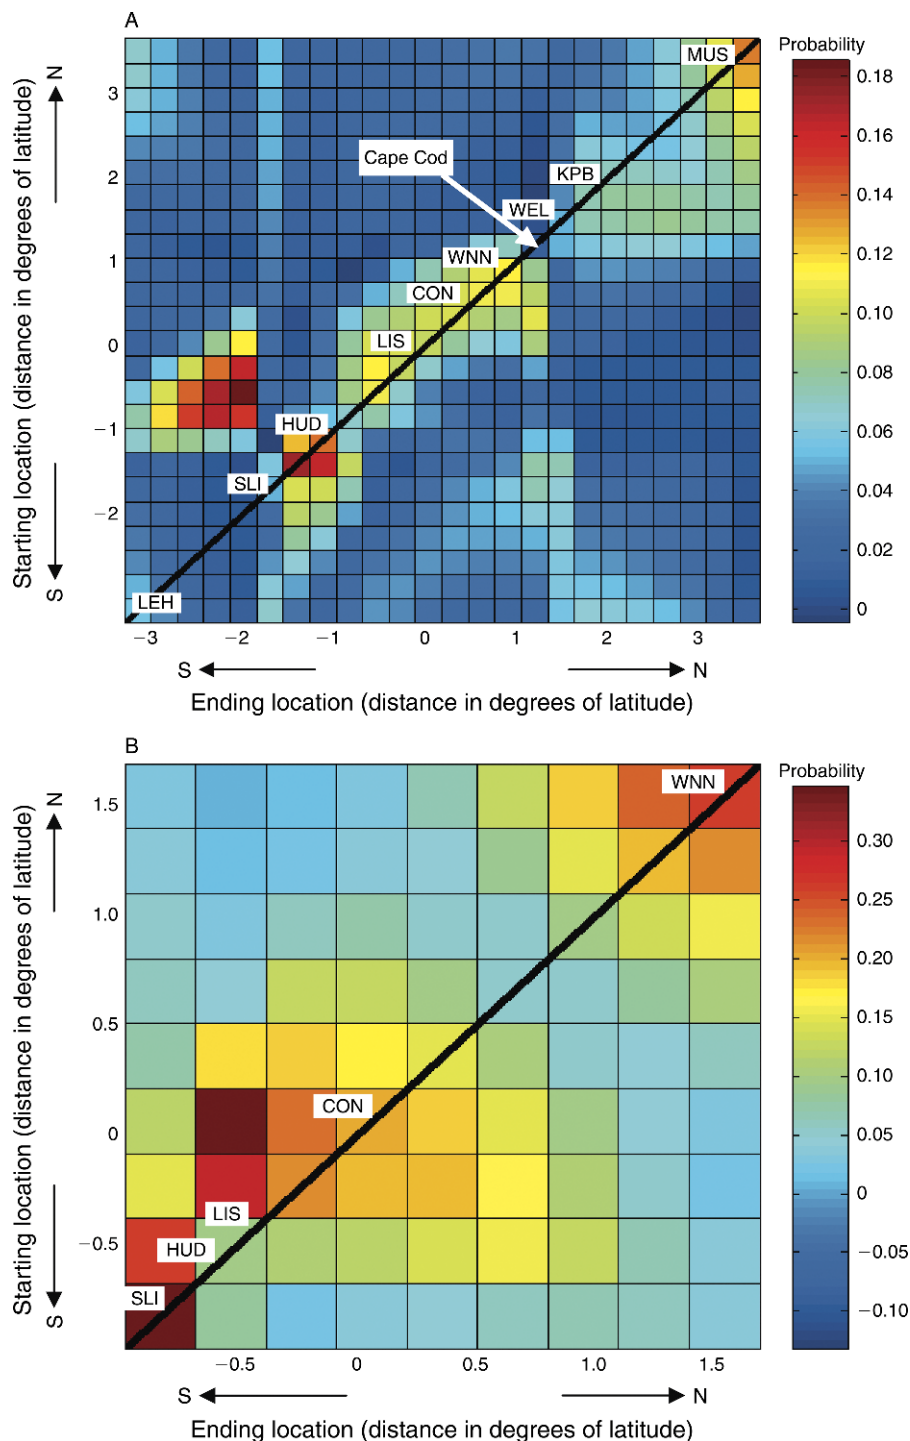 A
Probability
Starting location (distance in degrees of latitude)
N
S
3
2
1
0
−1
−2
MUS
Cape Cod
KPB
WEL
WNN
CON
LIS
HUD
SLI
LEH
0.18
0.16
0.14
0.12
0.10
0.08
0.06
0.04
0.02
0
−3 −2 −1 0 1 2 3
S N
Ending location (distance in degrees of latitude)
B
Probability
Starting location (distance in degrees of latitude)
N
S
1.5
1.0
0.5
0
−0.5
WNN
CON
LIS
HUD
SLI
0.30
0.25
0.20
0.15
0.10
0.05
0
−0.05
−0.10
−0.5 0 0.5 1.0 1.5
S N
Ending location (distance in degrees of latitude)